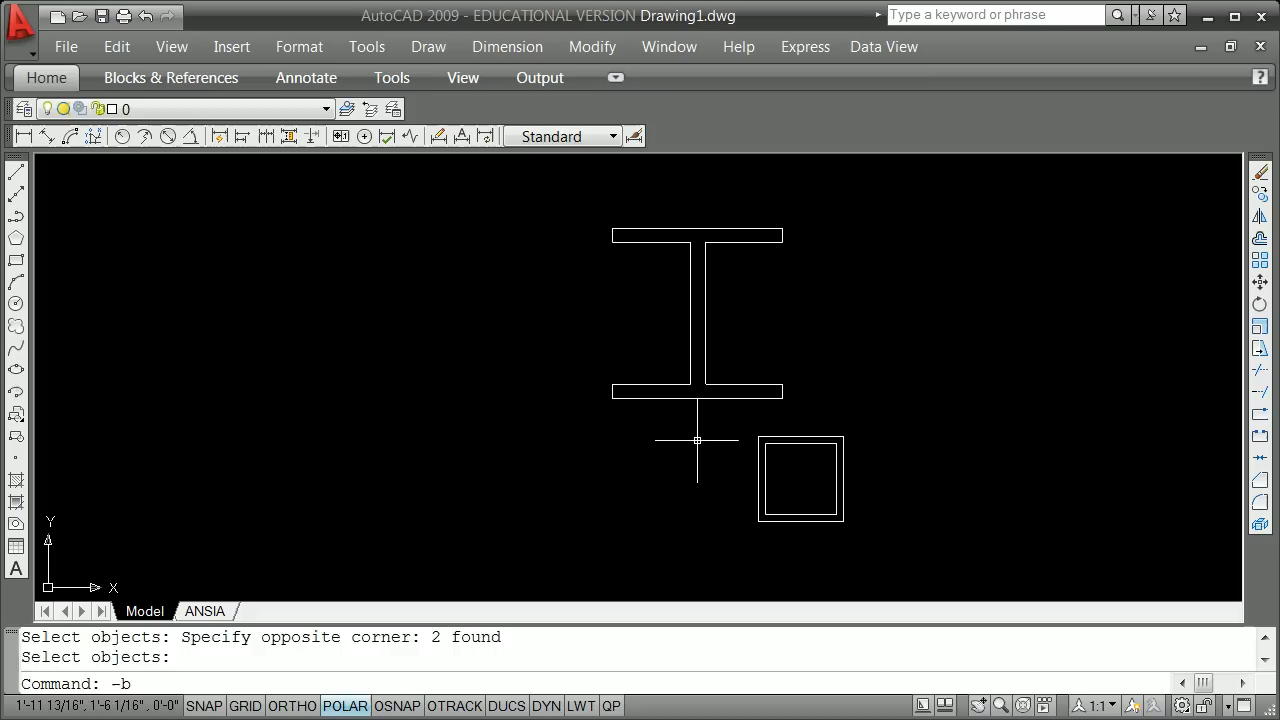 AutoCAD 2009 - EDUCATIONAL VERSION Drawing1.dwg
Type a keyword or phrase
File Edit View Insert Format Tools Draw Dimension Modify Window Help Express Data View
Home Blocks & References Annotate Tools View Output
0
Standard
Y
X
Model ANSIA
Select objects: Specify opposite corner: 2 found
Select objects:
Command: -b
1'-11 13/16", 1'-6 1/16", 0'-0" SNAP GRID ORTHO POLAR OSNAP OTRACK DUCS DYN LWT QP 1:1